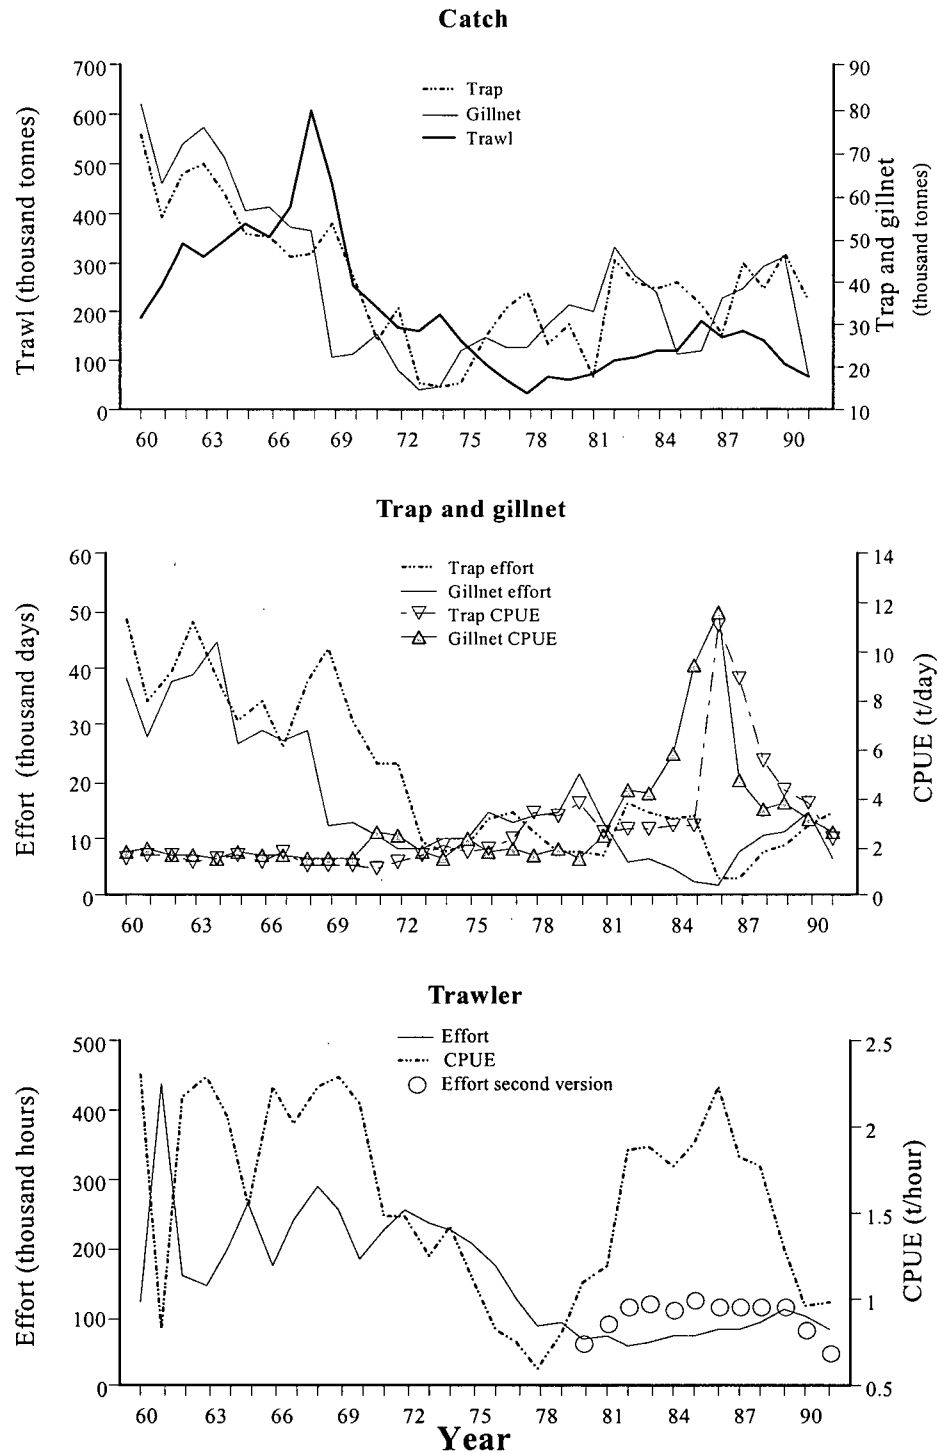 Catch
700
600
500
400
300
200
100
0
Trawl (thousand tonnes)
90
80
70
60
50
40
30
20
10
Trap and gillnet
(thousand tonnes)
Trap
Gillnet
Trawl
60 63 66 69 72 75 78 81 84 87 90
Trap and gillnet
60
50
40
30
20
10
0
Effort (thousand days)
14
12
10
8
6
4
2
0
CPUE (t/day)
Trap effort
Gillnet effort
Trap CPUE
Gillnet CPUE
60 63 66 69 72 75 78 81 84 87 90
Trawler
500
400
300
200
100
0
Effort (thousand hours)
2.5
2
1.5
1
0.5
CPUE (t/hour)
Effort
CPUE
Effort second version
60 63 66 69 72 75 78 81 84 87 90
Year